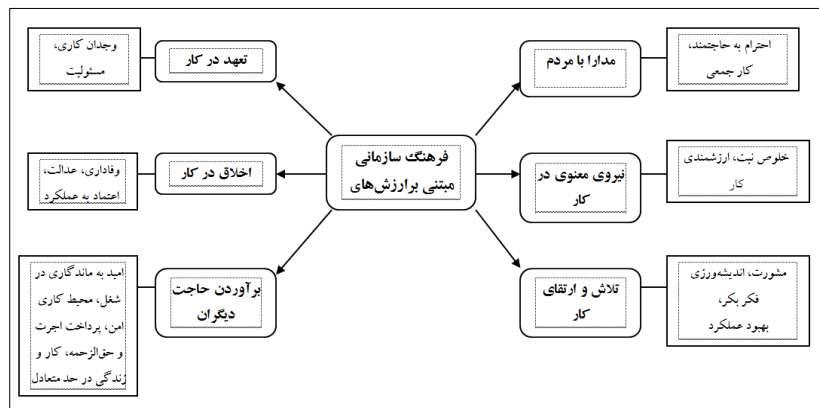 احترام به حاجتمند،
کار جمعی
مدارا با مردم
تعهد در کار
وجدان کاری،
مسئولیت
فرهنگ سازمانی
مبتنی برارزش‌های
خلوص نیت، ارزشمندی
کار
نیروی معنوی در
کار
اخلاق در کار
وفاداری، عدالت،
اعتماد به عملکرد
مشورت، اندیشه‌ورزی
فکر بکر،
بهبود عملکرد
تلاش و ارتقای
کار
برآوردن حاجت
دیگران
امید به ماندگاری در
شغل، محیط کاری
امن، پرداخت اجرت
و حق‌الزحمه، کار و
زندگی در حد متعادل